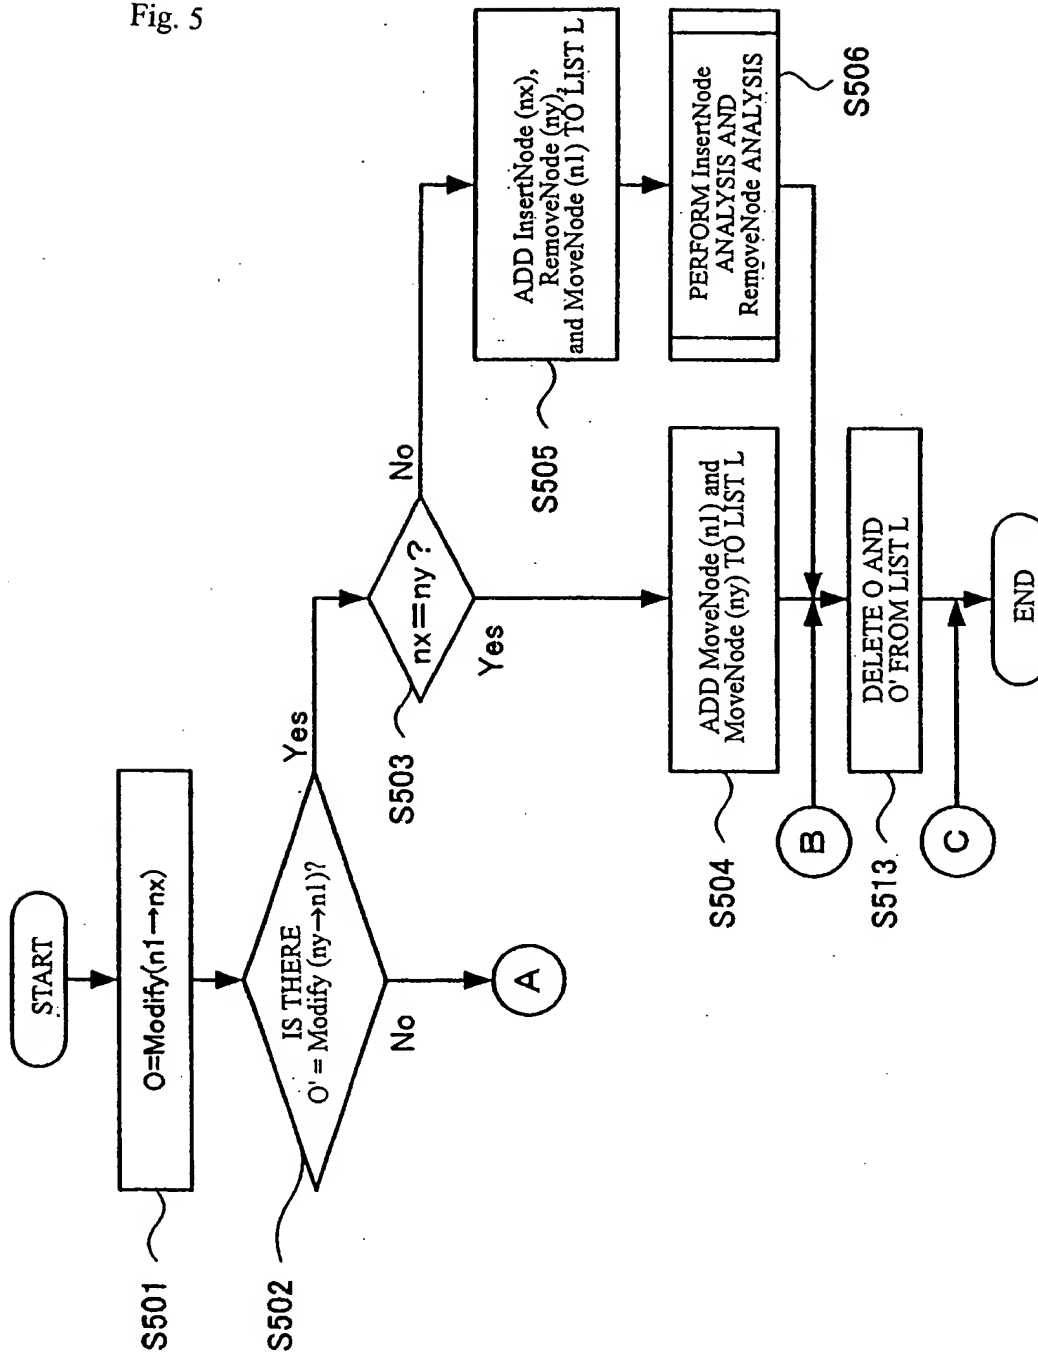 Fig. 5
START
O=Modify(n1→nx)
S501
IS THERE
O' = Modify (ny→n1)?
S502
Yes
No
A
nx≡ny ?
S503
No
Yes
ADD InsertNode (nx),
RemoveNode (ny),
and MoveNode (n1) TO LIST L
S505
PERFORM InsertNode
ANALYSIS AND
RemoveNode ANALYSIS
S506
ADD MoveNode (n1) and
MoveNode (ny) TO LIST L
S504
B
DELETE O AND
O' FROM LIST L
S513
C
END